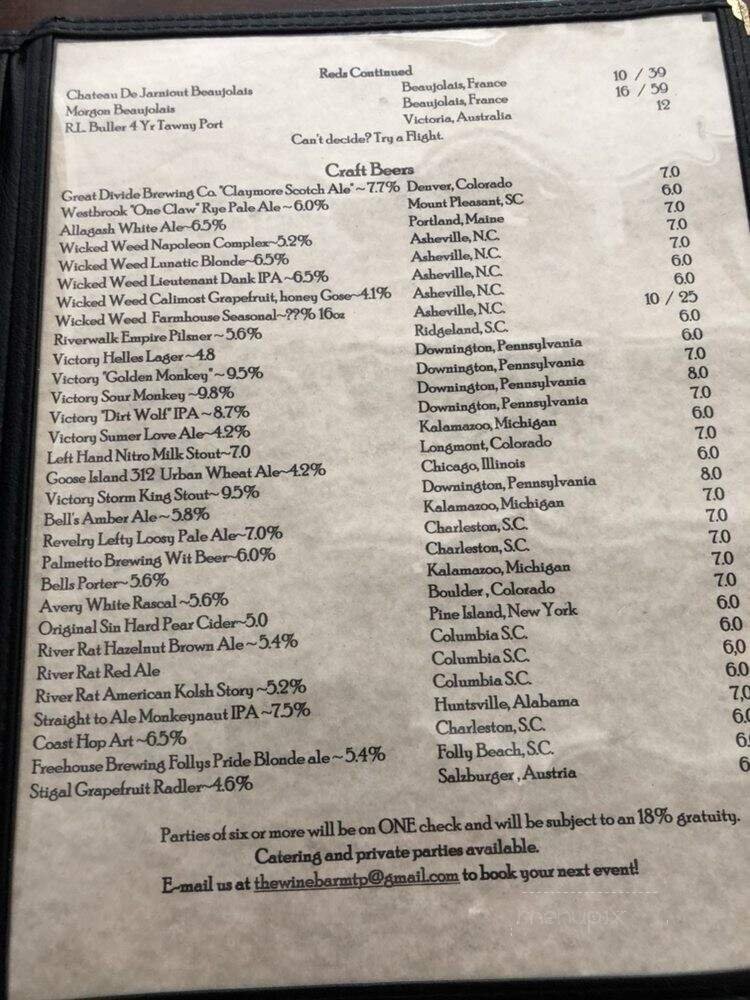 Reds Continued
Chateau De Jarniout Beaujolais Beaujolais, France 10 / 39
Morgon Beaujolais Beaujolais, France 16 / 59
R.L. Buller 4 Yr Tawny Port Victoria, Australia 12
Can't decide? Try a Flight.
Craft Beers
Great Divide Brewing Co. "Claymore Scotch Ale" ~ 7.7% Denver, Colorado 7.0
Westbrook "One Claw" Rye Pale Ale ~ 6.0% Mount Pleasant, SC 6.0
Allagash White Ale~6.5% Portland, Maine 7.0
Wicked Weed Napoleon Complex~5.2% Asheville, N.C. 7.0
Wicked Weed Lunatic Blonde~6.5% Asheville, N.C. 7.0
Wicked Weed Lieutenant Dank IPA ~6.5% Asheville, N.C. 6.0
Wicked Weed Calimost Grapefruit, honey Gose~4.1% Asheville, N.C. 6.0
Wicked Weed Farmhouse Seasonal~??% 16oz Asheville, N.C. 10 / 25
Riverwalk Empire Pilsner ~ 5.6% Ridgeland, S.C. 6.0
Victory Helles Lager ~4.8 Downington, Pennsylvania 6.0
Victory "Golden Monkey" ~ 9.5% Downington, Pennsylvania 7.0
Victory Sour Monkey ~9.8% Downington, Pennsylvania 8.0
Victory "Dirt Wolf" IPA ~ 8.7% Downington, Pennsylvania 7.0
Victory Sumer Love Ale~4.2% Kalamazoo, Michigan 6.0
Left Hand Nitro Milk Stout~7.0 Longmont, Colorado 7.0
Goose Island 312 Urban Wheat Ale~4.2% Chicago, Illinois 6.0
Victory Storm King Stout~ 9.5% Downington, Pennsylvania 8.0
Bell's Amber Ale ~ 5.8% Kalamazoo, Michigan 7.0
Revelry Lefty Loosy Pale Ale~7.0% Charleston, S.C. 7.0
Palmetto Brewing Wit Beer~6.0% Charleston, S.C. 7.0
Bells Porter~ 5.6% Kalamazoo, Michigan 7.0
Avery White Rascal ~5.6% Boulder, Colorado 7.0
Original Sin Hard Pear Cider~5.0 Pine Island, New York 6.0
River Rat Hazelnut Brown Ale ~ 5.4% Columbia S.C. 6.0
River Rat Red Ale Columbia S.C. 6,0
River Rat American Kolsh Story ~5.2% Columbia S.C. 6.0
Straight to Ale Monkeynaut IPA ~7.5% Huntsville, Alabama 7,0
Coast Hop Art ~6.5% Charleston, S.C. 6.0
Freehouse Brewing Follys Pride Blonde ale ~ 5.4% Folly Beach, S.C. 6.
Stigal Grapefruit Radler~4.6% Salzburger, Austria 6
Parties of six or more will be on ONE check and will be subject to an 18% gratuity.
Catering and private parties available.
E-mail us at thewinebarmtp@gmail.com to book your next event!
menupix